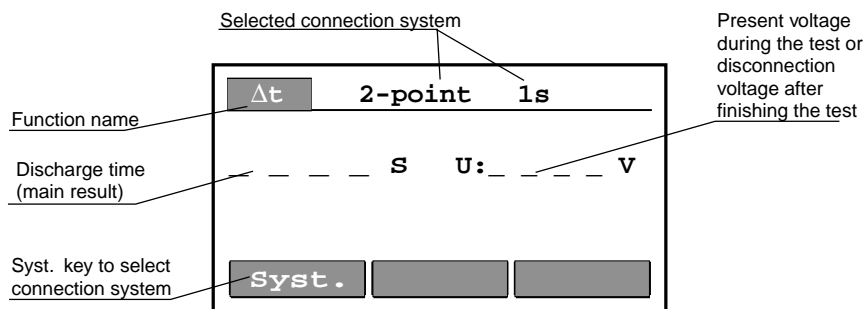 Selected connection system
Present voltage
during the test or
disconnection
voltage after
finishing the test
Δt 2-point 1s
Function name
Discharge time
(main result)
_ _ _ _ S U:_ _ _ _ V
Syst. key to select
connection system
Syst.